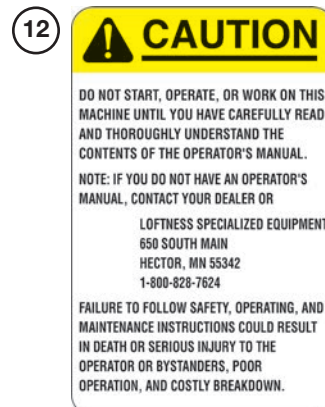 12
CAUTION
DO NOT START, OPERATE, OR WORK ON THIS
MACHINE UNTIL YOU HAVE CAREFULLY READ
AND THOROUGHLY UNDERSTAND THE
CONTENTS OF THE OPERATOR'S MANUAL.
NOTE: IF YOU DO NOT HAVE AN OPERATOR'S
MANUAL, CONTACT YOUR DEALER OR
LOFTNESS SPECIALIZED EQUIPMENT
650 SOUTH MAIN
HECTOR, MN 55342
1-800-828-7624
FAILURE TO FOLLOW SAFETY, OPERATING, AND
MAINTENANCE INSTRUCTIONS COULD RESULT
IN DEATH OR SERIOUS INJURY TO THE
OPERATOR OR BYSTANDERS, POOR
OPERATION, AND COSTLY BREAKDOWN.